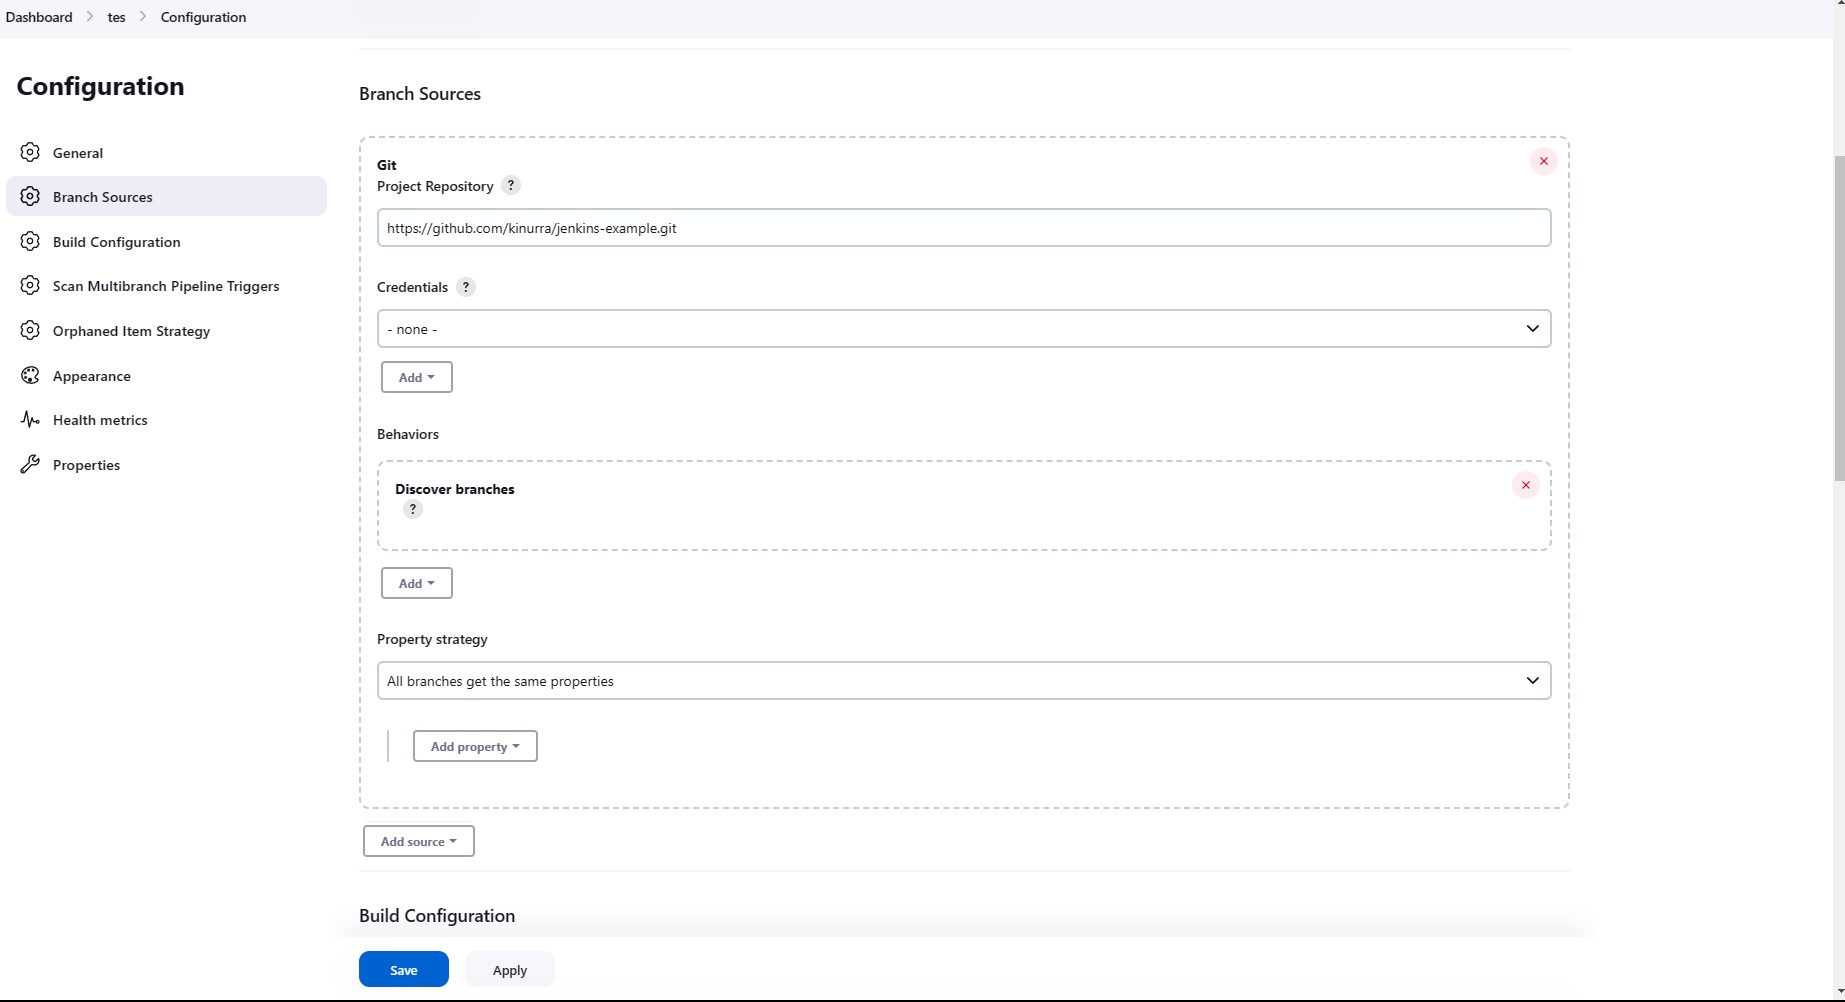 Dashboard > tes > Configuration
Configuration
General
Branch Sources
Build Configuration
Scan Multibranch Pipeline Triggers
Orphaned Item Strategy
Appearance
Health metrics
Properties
Branch Sources
Git
Project Repository ?
https://github.com/kinurra/jenkins-example.git
Credentials ?
- none -
Add
Behaviors
Discover branches
?
Add
Property strategy
All branches get the same properties
Add property
Add source
Build Configuration
Save Apply